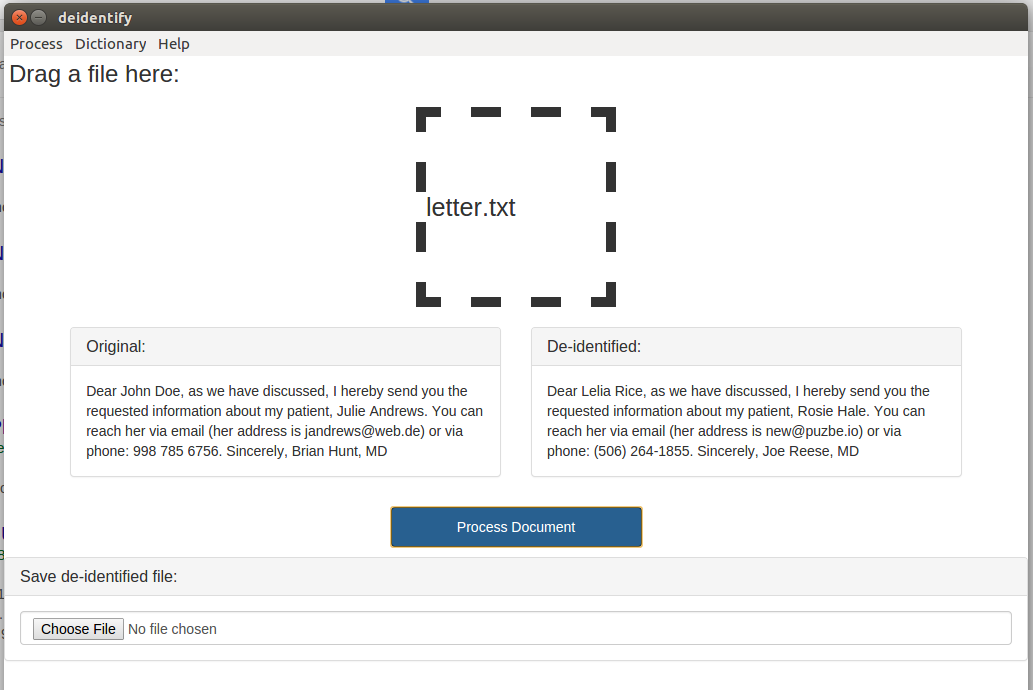 deidentify
Process Dictionary Help
Drag a file here:
letter.txt
Original:
Dear John Doe, as we have discussed, I hereby send you the
requested information about my patient, Julie Andrews. You can
reach her via email (her address is jandrews@web.de) or via
phone: 998 785 6756. Sincerely, Brian Hunt, MD
De-identified:
Dear Lelia Rice, as we have discussed, I hereby send you the
requested information about my patient, Rosie Hale. You can
reach her via email (her address is new@puzbe.io) or via
phone: (506) 264-1855. Sincerely, Joe Reese, MD
Process Document
Save de-identified file:
Choose File No file chosen